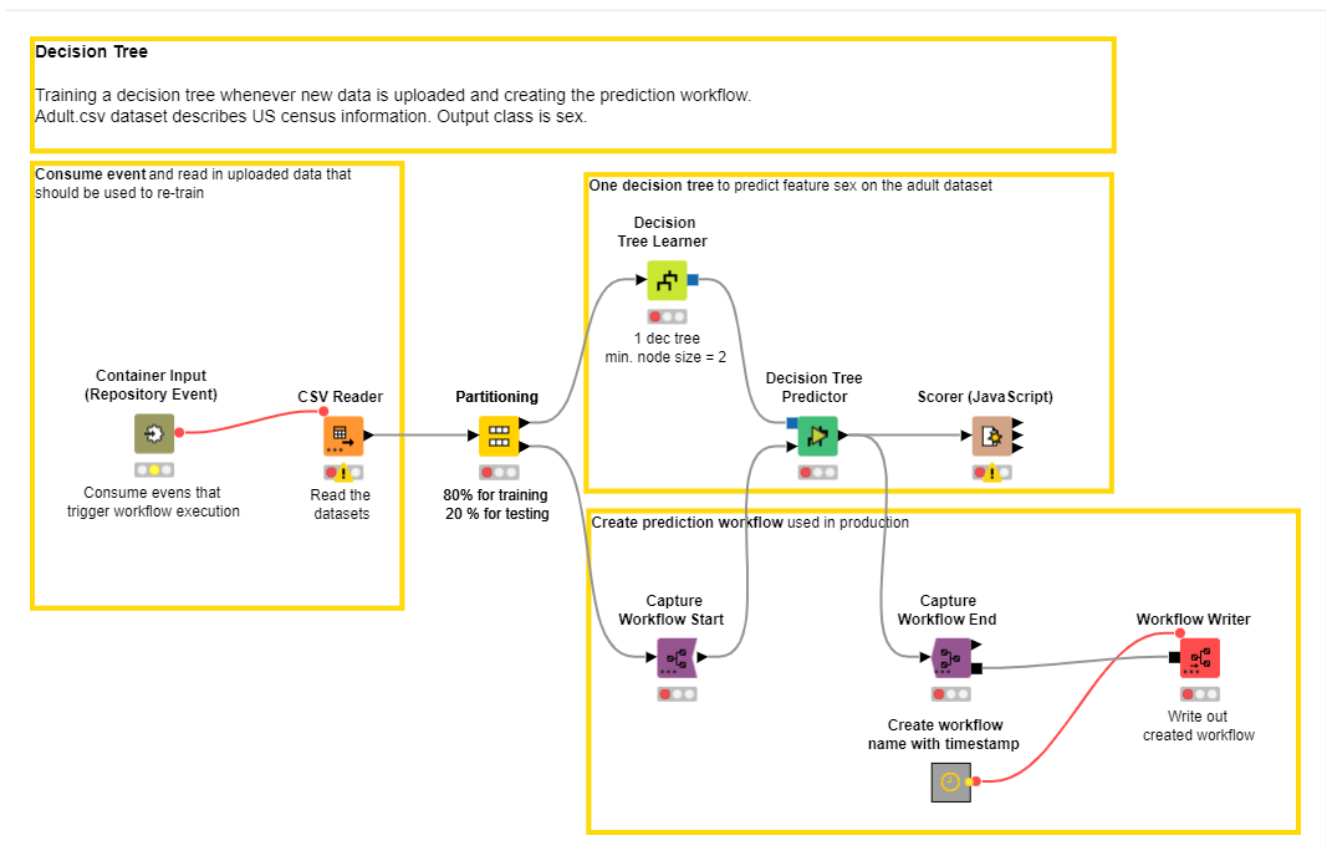 Decision Tree
Training a decision tree whenever new data is uploaded and creating the prediction workflow.
Adult.csv dataset describes US census information. Output class is sex.
Consume event and read in uploaded data that
should be used to re-train
One decision tree to predict feature sex on the adult dataset
Decision
Tree Learner
1 dec tree
min. node size = 2
Container Input
(Repository Event)
Consume evens that
trigger workflow execution
CSV Reader
Read the
datasets
Partitioning
80% for training
20 % for testing
Decision Tree
Predictor
Scorer (JavaScript)
Create prediction workflow used in production
Capture
Workflow Start
Capture
Workflow End
Workflow Writer
Write out
created workflow
Create workflow
name with timestamp